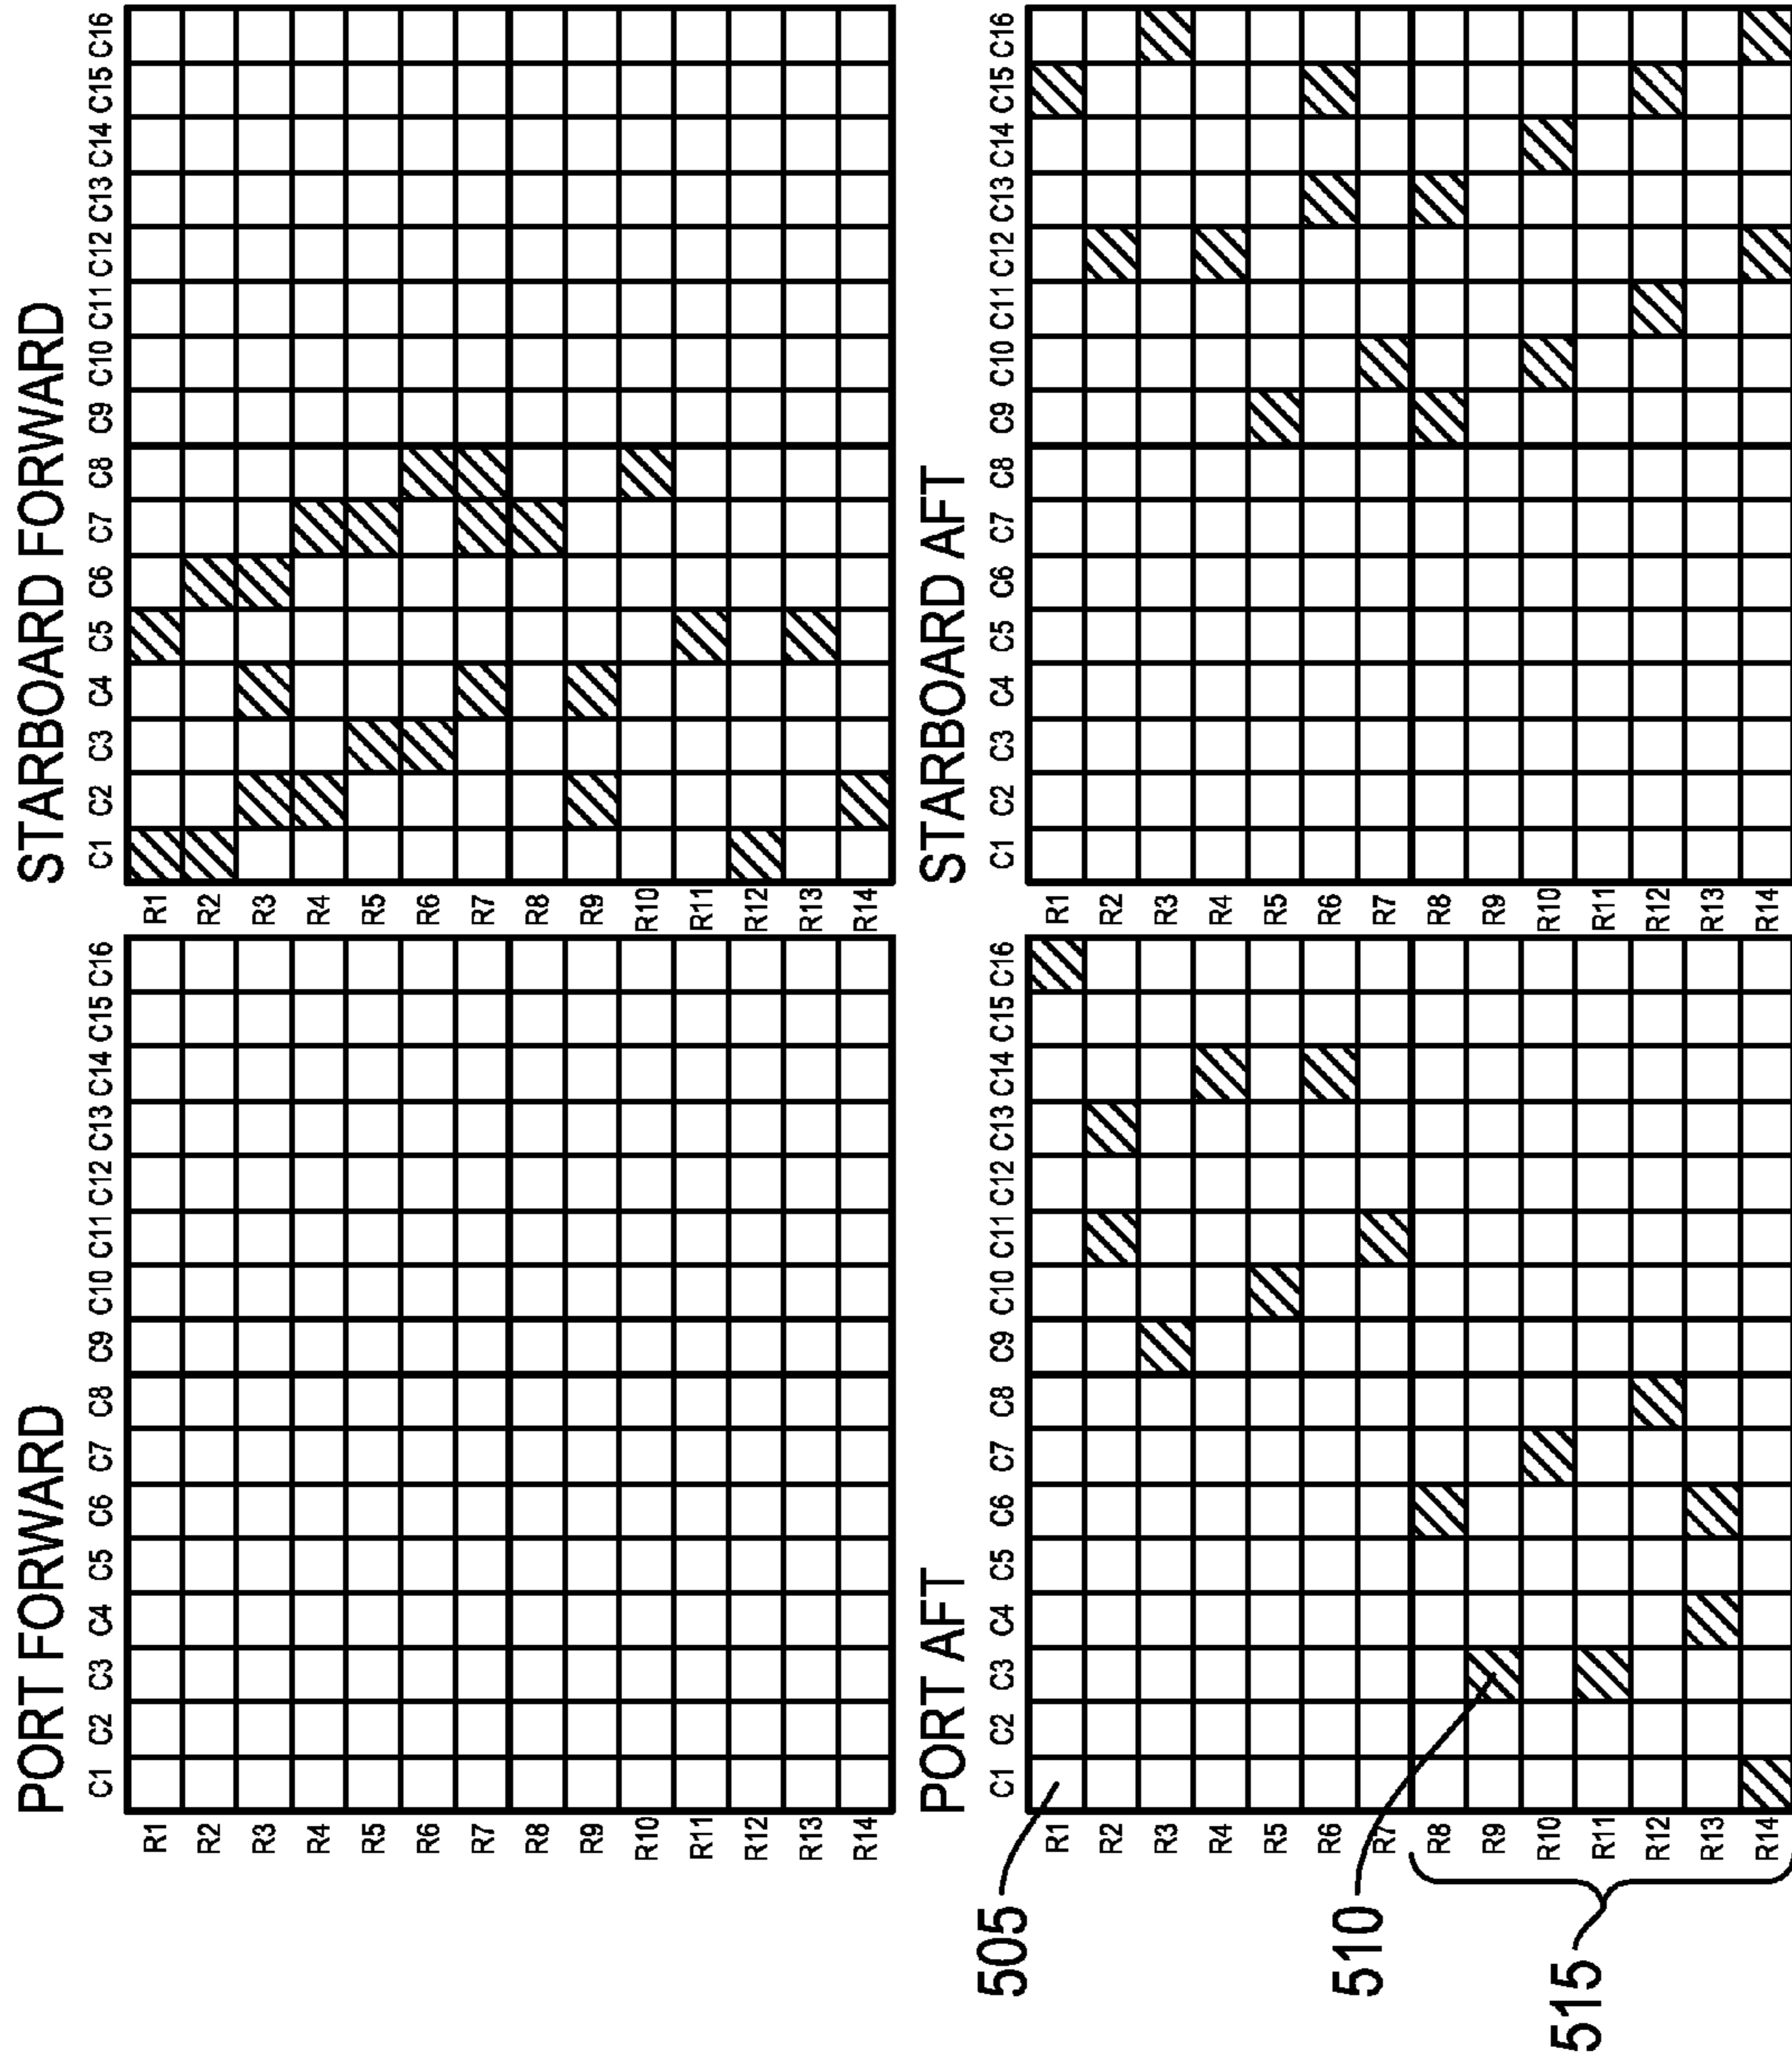 PORT FORWARD
C1 C2 C3 C4 C5 C6 C7 C8 C9 C10 C11 C12 C13 C14 C15 C16
R1
R2
R3
R4
R5
R6
R7
R8
R9
R10
R11
R12
R13
R14
STARBOARD FORWARD
C1 C2 C3 C4 C5 C6 C7 C8 C9 C10 C11 C12 C13 C14 C15 C16
R1
R2
R3
R4
R5
R6
R7
R8
R9
R10
R11
R12
R13
R14
PORT AFT
C1 C2 C3 C4 C5 C6 C7 C8 C9 C10 C11 C12 C13 C14 C15 C16
505
R1
R2
R3
R4
R5
R6
510
R7
R8
R9
R10
515
R11
R12
R13
R14
STARBOARD AFT
C1 C2 C3 C4 C5 C6 C7 C8 C9 C10 C11 C12 C13 C14 C15 C16
R1
R2
R3
R4
R5
R6
R7
R8
R9
R10
R11
R12
R13
R14